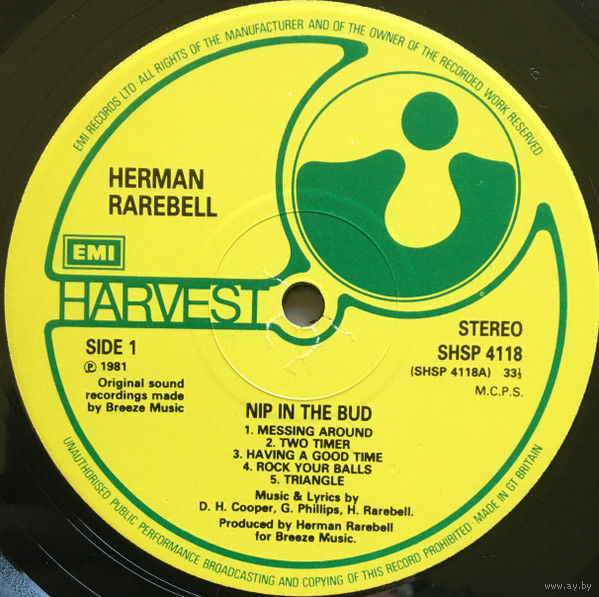 EMI RECORDS LTD · ALL RIGHTS OF THE MANUFACTURER AND OF THE OWNER OF THE RECORDED WORK RESERVED
HERMAN
RAREBELL
EMI
HARVEST
SIDE 1
℗ 1981
Original sound
recordings made
by Breeze Music
STEREO
SHSP 4118
(SHSP 4118A) 33⅓
M.C.P.S.
NIP IN THE BUD
1. MESSING AROUND
2. TWO TIMER
3. HAVING A GOOD TIME
4. ROCK YOUR BALLS
5. TRIANGLE
Music & Lyrics by
D. H. Cooper, G. Phillips, H. Rarebell.
Produced by Herman Rarebell
for Breeze Music.
UNAUTHORISED PUBLIC PERFORMANCE BROADCASTING AND COPYING OF THIS RECORD PROHIBITED · MADE IN GT BRITAIN
www.ay.by